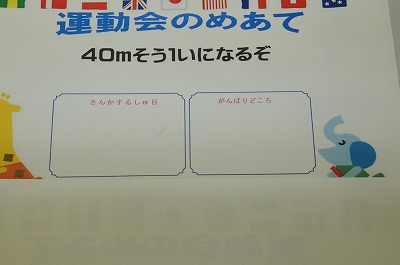 運動会のめあて
40mそう1いになるぞ
さんかするしゅ目
がんばりどころ